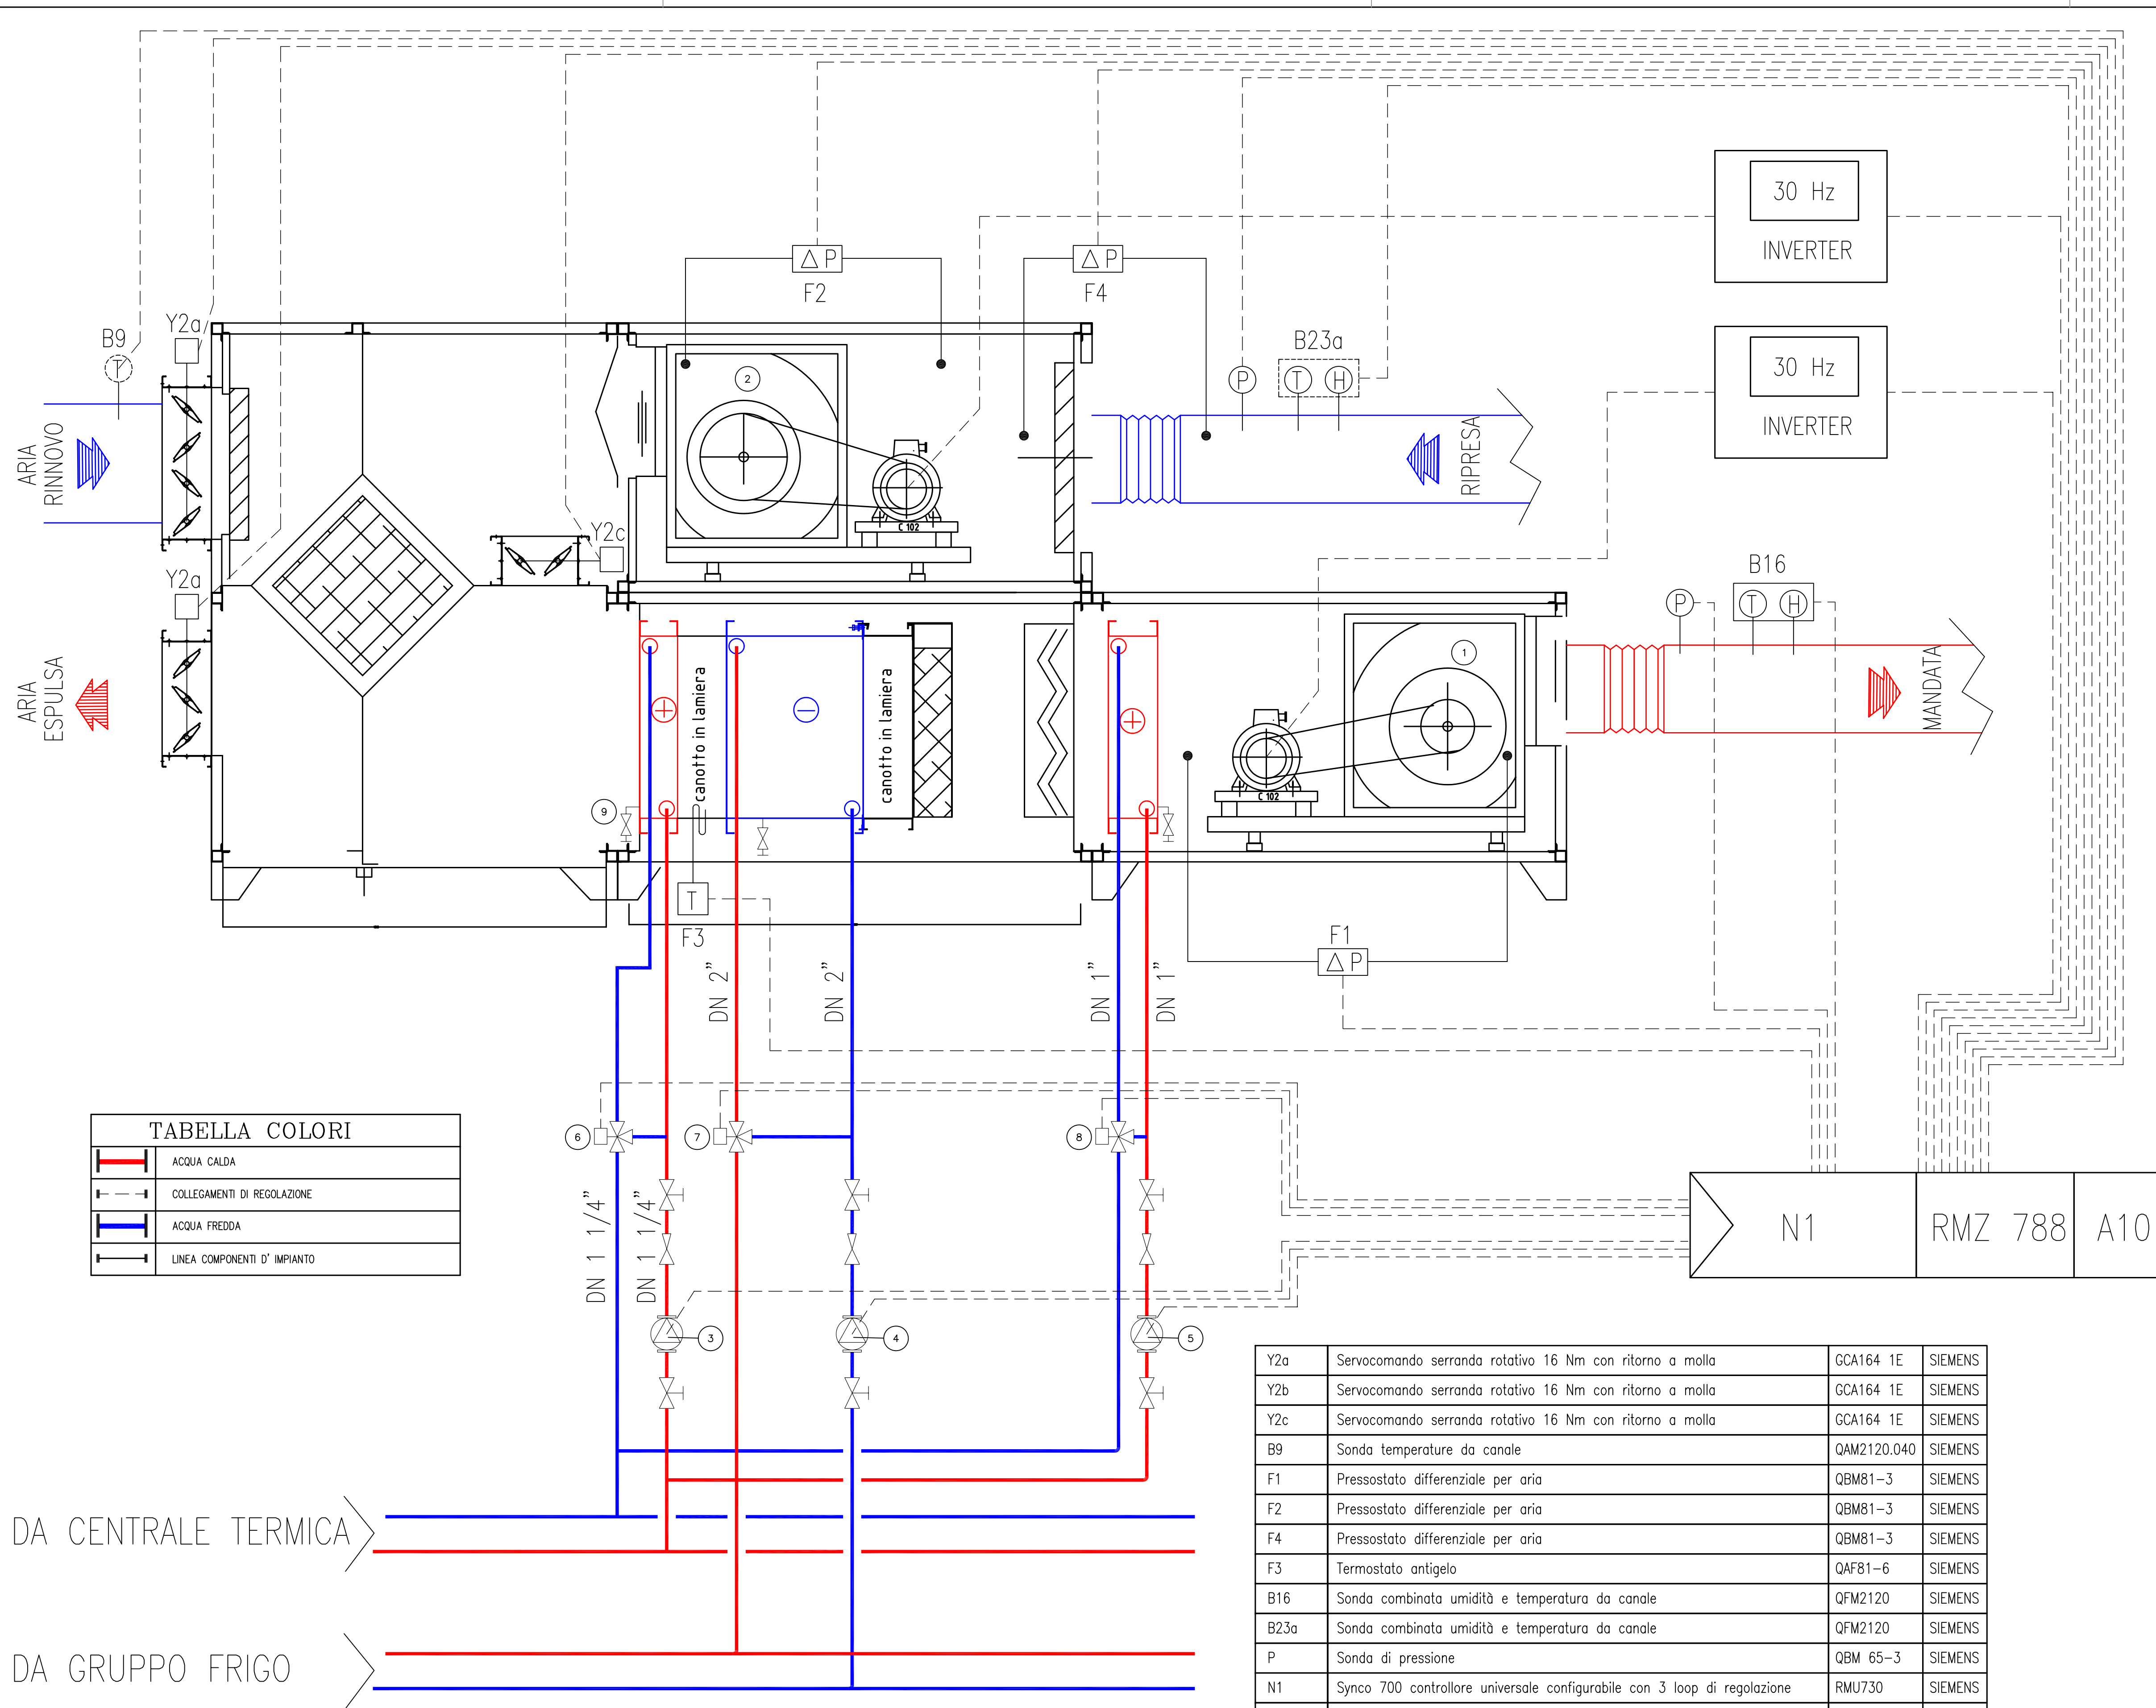 30 Hz
INVERTER
30 Hz
INVERTER
△ P
F2
△ P
F4
B9
T
Y2a
ARIA
RINNOVO
Y2c
2
C 102
P
B23a
T
H
RIPRESA
Y2a
ARIA
ESPULSA
9
canotto in lamiera
canotto in lamiera
1
C 102
P
B16
T
H
MANDATA
T
F3
F1
△ P
DN 2"
DN 2"
DN 1"
DN 1"
TABELLA COLORI
ACQUA CALDA
COLLEGAMENTI DI REGOLAZIONE
ACQUA FREDDA
LINEA COMPONENTI D' IMPIANTO
6
7
8
DN 1 1/4"
DN 1 1/4"
3
4
5
N1
RMZ 788
A10
DA CENTRALE TERMICA
DA GRUPPO FRIGO
Y2a Servocomando serranda rotativo 16 Nm con ritorno a molla GCA164 1E SIEMENS
Y2b Servocomando serranda rotativo 16 Nm con ritorno a molla GCA164 1E SIEMENS
Y2c Servocomando serranda rotativo 16 Nm con ritorno a molla GCA164 1E SIEMENS
B9 Sonda temperature da canale QAM2120.040 SIEMENS
F1 Pressostato differenziale per aria QBM81-3 SIEMENS
F2 Pressostato differenziale per aria QBM81-3 SIEMENS
F4 Pressostato differenziale per aria QBM81-3 SIEMENS
F3 Termostato antigelo QAF81-6 SIEMENS
B16 Sonda combinata umidità e temperatura da canale QFM2120 SIEMENS
B23a Sonda combinata umidità e temperatura da canale QFM2120 SIEMENS
P Sonda di pressione QBM 65-3 SIEMENS
N1 Synco 700 controllore universale configurabile con 3 loop di regolazione RMU730 SIEMENS